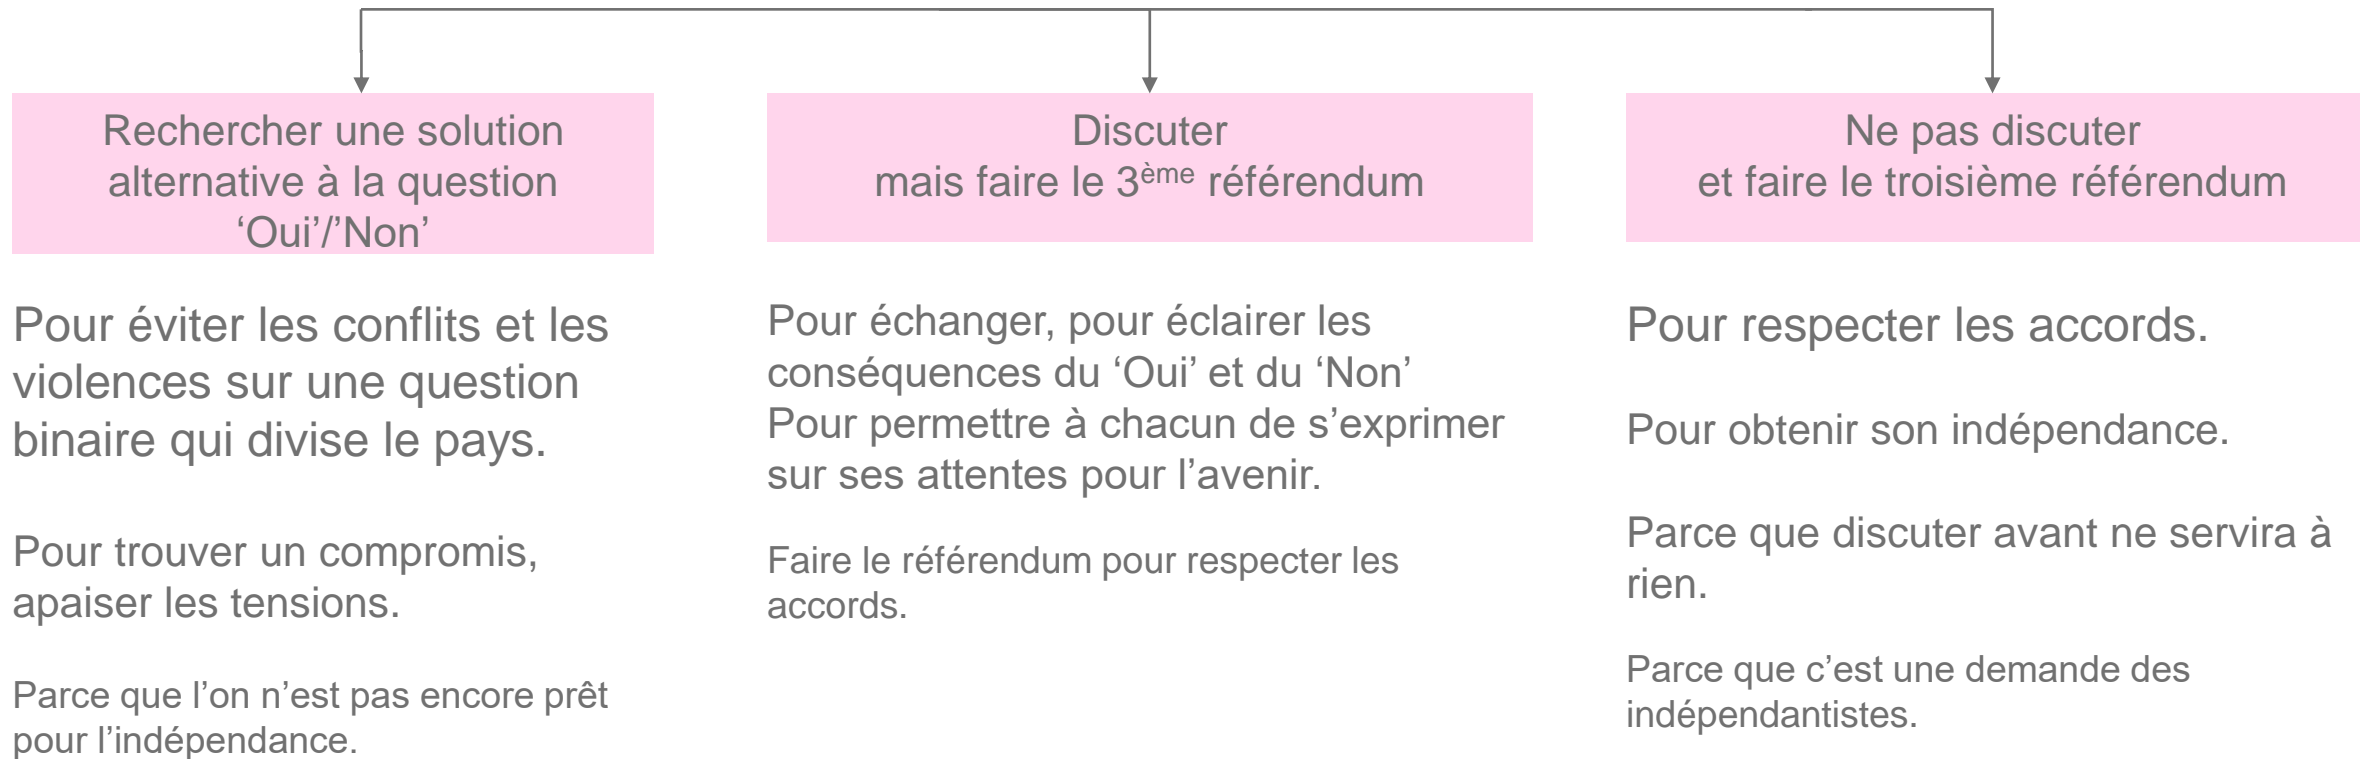 Rechercher une solution
alternative à la question
‘Oui’/’Non’
Pour éviter les conflits et les
violences sur une question
binaire qui divise le pays.
Pour trouver un compromis,
apaiser les tensions.
Parce que l’on n’est pas encore prêt
pour l’indépendance.
Discuter
mais faire le 3ème référendum
Pour échanger, pour éclairer les
conséquences du ‘Oui’ et du ‘Non’
Pour permettre à chacun de s’exprimer
sur ses attentes pour l’avenir.
Faire le référendum pour respecter les
accords.
Ne pas discuter
et faire le troisième référendum
Pour respecter les accords.
Pour obtenir son indépendance.
Parce que discuter avant ne servira à
rien.
Parce que c’est une demande des
indépendantistes.